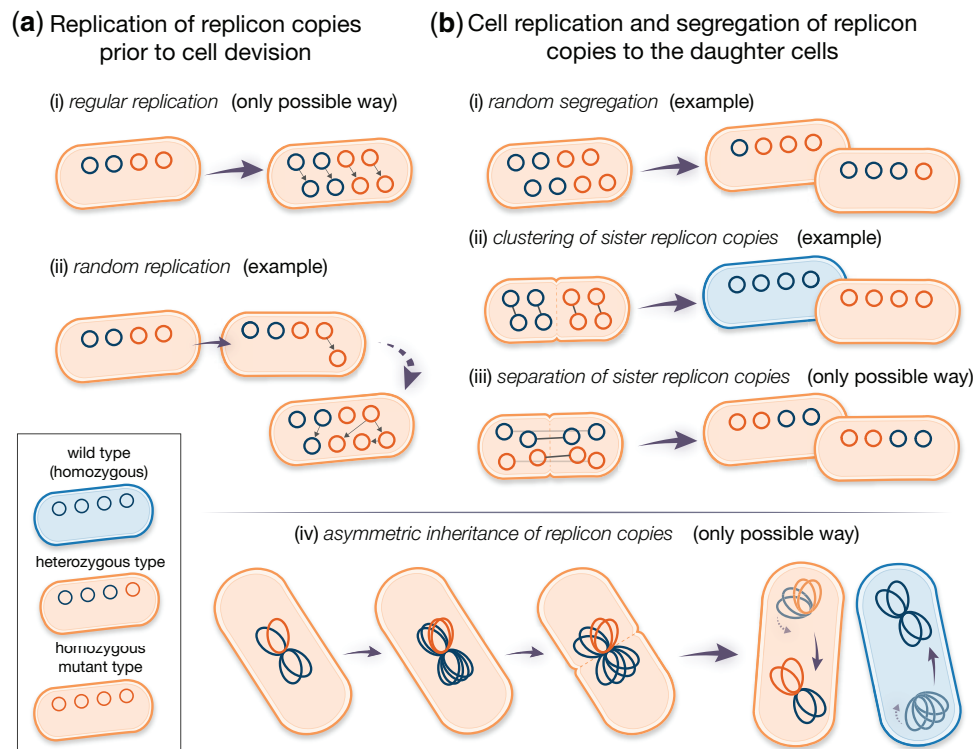 (a) Replication of replicon copies
prior to cell devision
(b) Cell replication and segregation of replicon
copies to the daughter cells
(i) regular replication (only possible way)
(ii) random replication (example)
(i) random segregation (example)
(ii) clustering of sister replicon copies (example)
(iii) separation of sister replicon copies (only possible way)
wild type
(homozygous)
heterozygous type
homozygous
mutant type
(iv) asymmetric inheritance of replicon copies (only possible way)